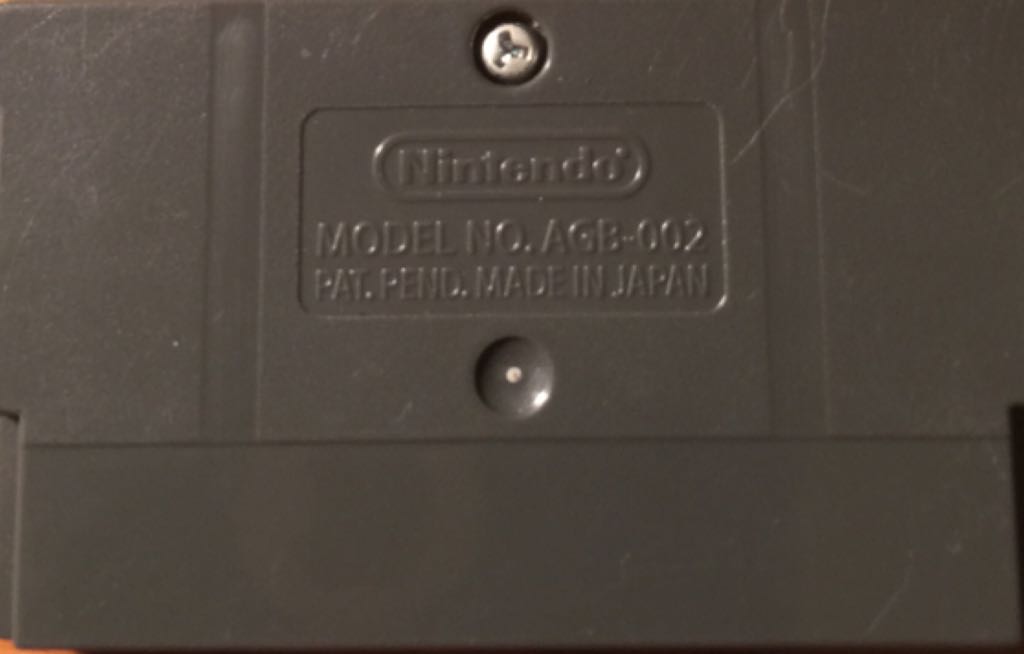 Nintendo®
MODEL NO. AGB-002
PAT. PEND. MADE IN JAPAN